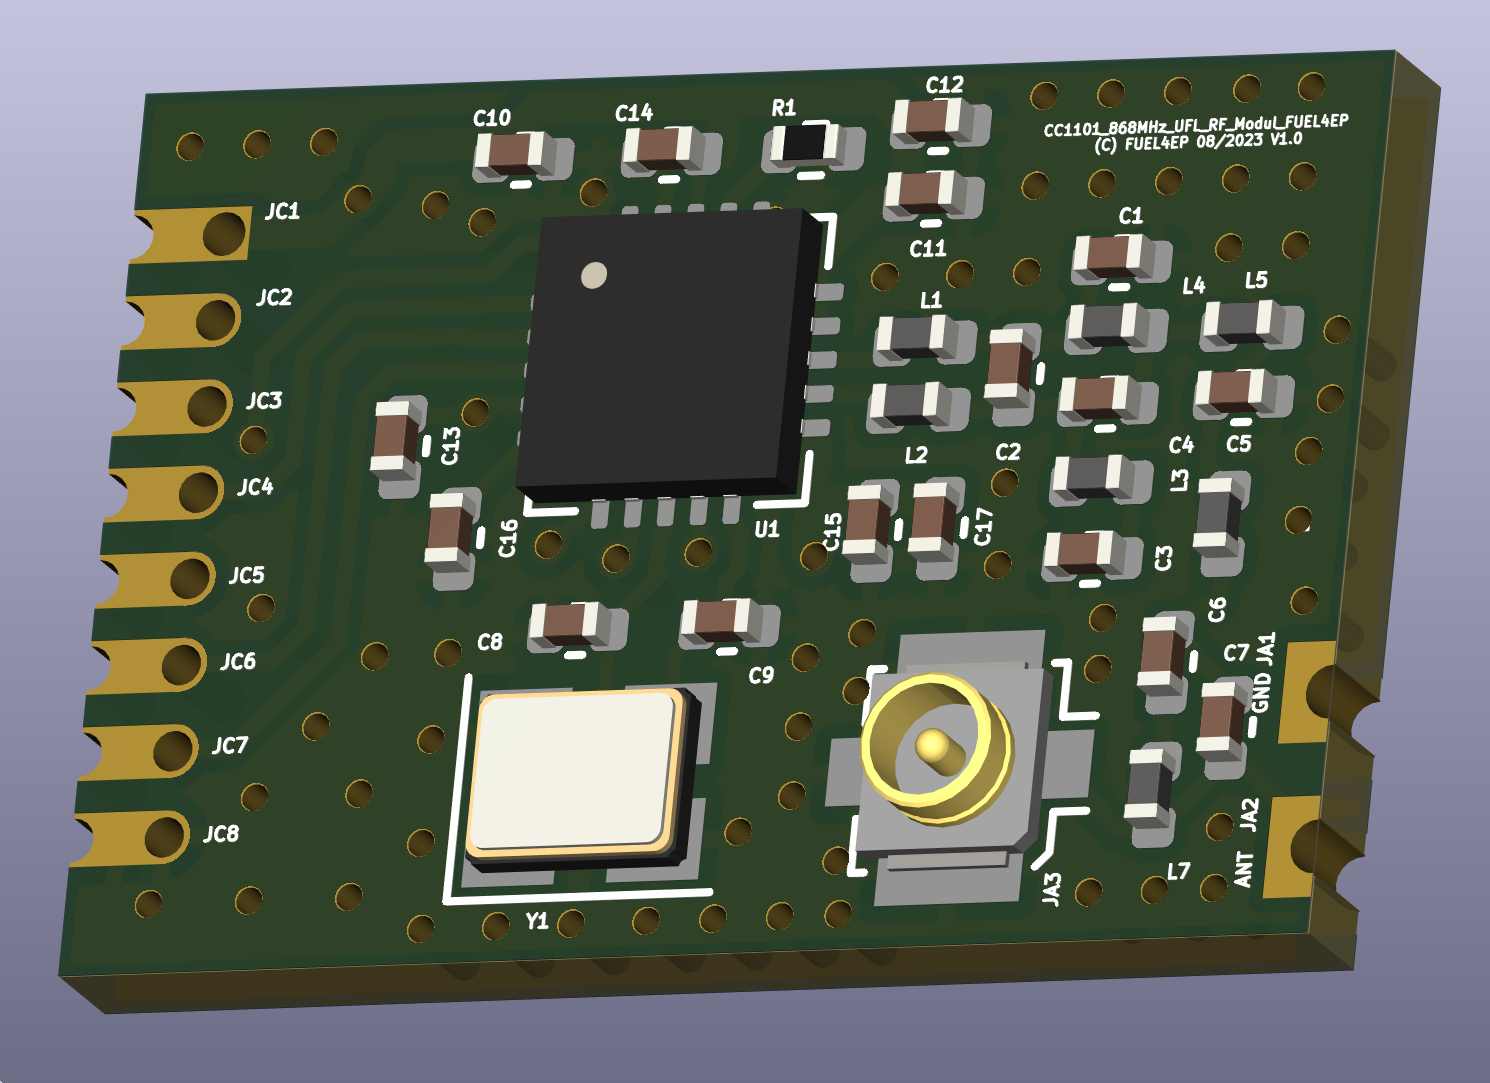 C12
C10
C14
R1
CC1101_868MHz_UFL_RF_Modul_FUEL4EP
(C) FUEL4EP 08/2023 V1.0
JC1
C11
C1
JC2
L1
L4
L5
JC3
C13
L2
C2
C4
C5
JC4
L3
U1
C15
C17
C16
C3
JC5
C6
C8
C9
JC6
C7
GND JA1
JC7
JC8
JA2
ANT
L7
JA3
Y1